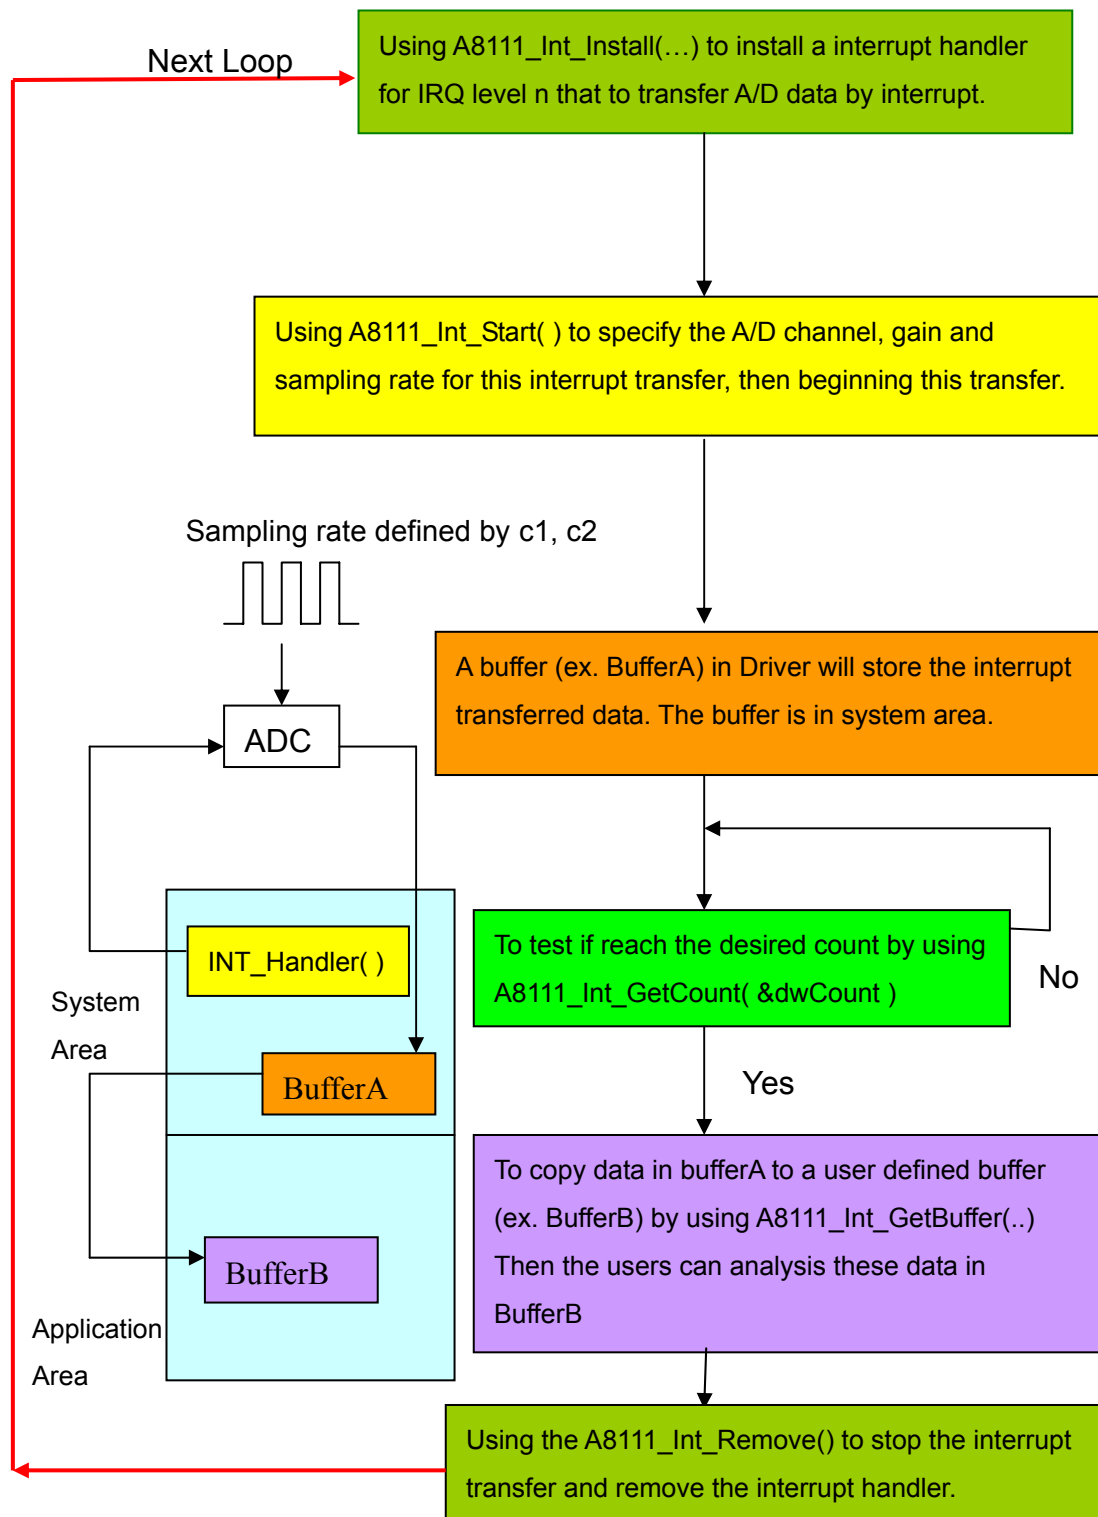 Next Loop
Using A8111_Int_Install(…) to install a interrupt handler
for IRQ level n that to transfer A/D data by interrupt.
Using A8111_Int_Start( ) to specify the A/D channel, gain and
sampling rate for this interrupt transfer, then beginning this transfer.
Sampling rate defined by c1, c2
A buffer (ex. BufferA) in Driver will store the interrupt
transferred data. The buffer is in system area.
ADC
To test if reach the desired count by using
A8111_Int_GetCount( &dwCount )
No
INT_Handler( )
System
Area
BufferA
Yes
To copy data in bufferA to a user defined buffer
(ex. BufferB) by using A8111_Int_GetBuffer(..)
Then the users can analysis these data in
BufferB
BufferB
Application
Area
Using the A8111_Int_Remove() to stop the interrupt
transfer and remove the interrupt handler.